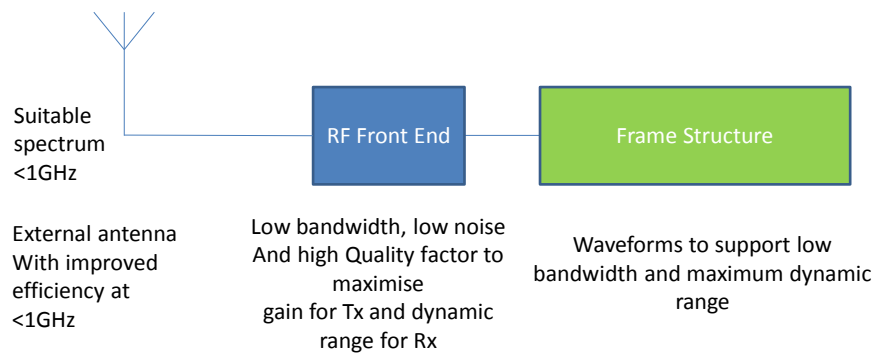 Suitable
spectrum
<1GHz
RF Front End
Frame Structure
External antenna
With improved
efficiency at
<1GHz
Low bandwidth, low noise
And high Quality factor to
maximise
gain for Tx and dynamic
range for Rx
Waveforms to support low
bandwidth and maximum dynamic
range